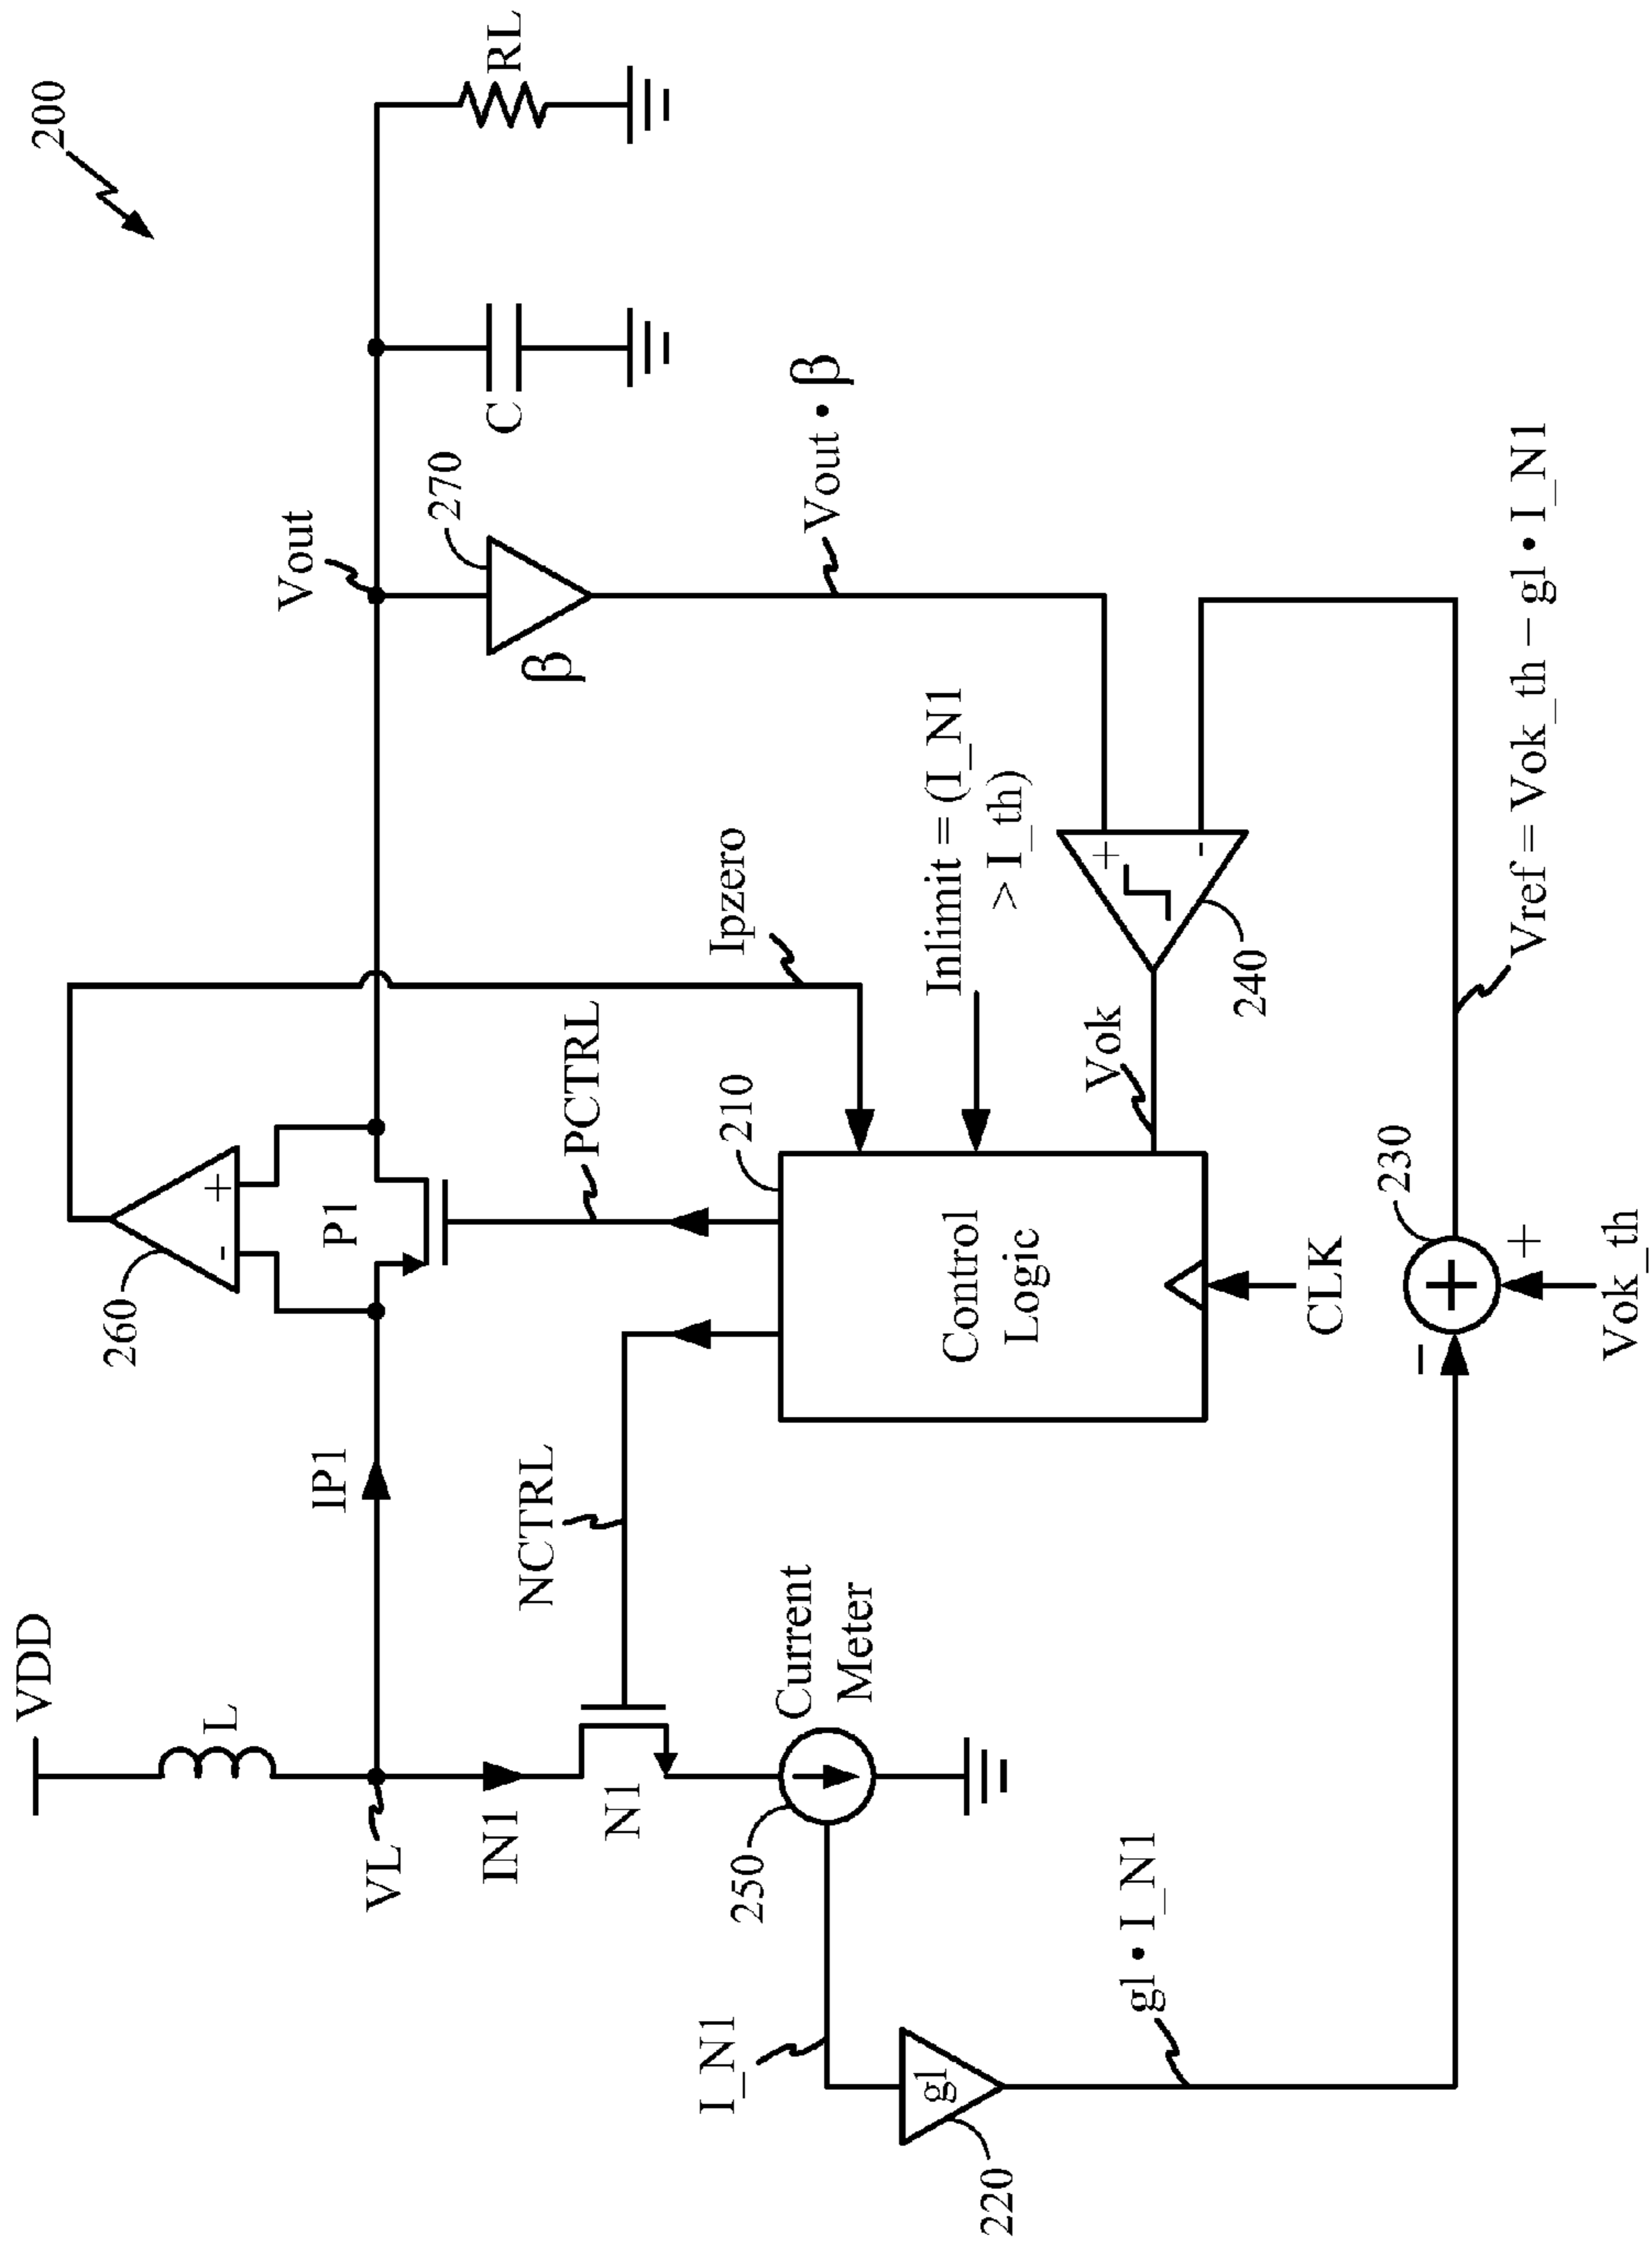 200
VDD
L
VL
IP1
260
-
+
P1
Vout
RL
C
270
β
IN1
N1
NCTRL
PCTRL
Ipzero
Vout • β
250
Current
Meter
210
Inlimit = (I_N1
> I_th)
I_N1
gl
220
Control
Logic
Vok
+
-
240
gl • I_N1
CLK
230
−
+
Vok_th
Vref = Vok_th − gl • I_N1